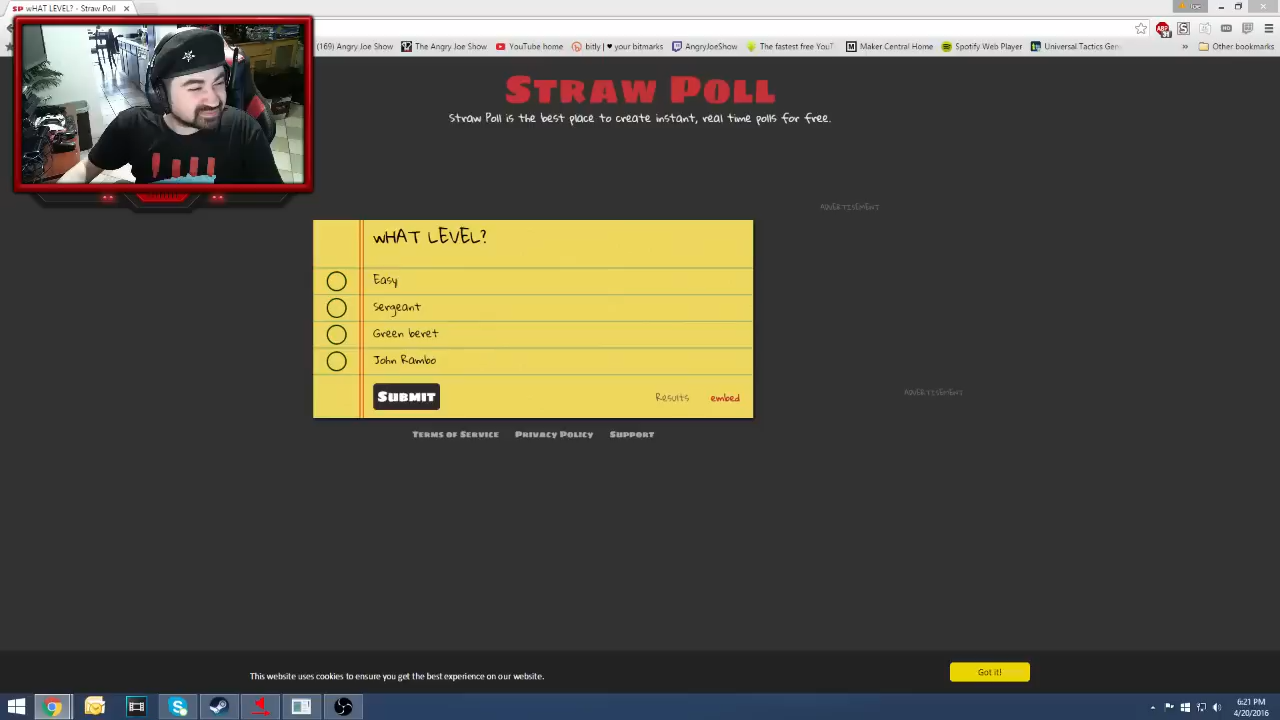 SP wHAT LEVEL? - Straw Poll
(169) Angry Joe Show
The Angry Joe Show
YouTube home
bitly | ♥ your bitmarks
AngryJoeShow
The fastest free YouT
Maker Central Home
Spotify Web Player
Universal Tactics Gen
» Other bookmarks
STRAW POLL
Straw Poll is the best place to create instant, real time polls for free.
ADVERTISEMENT
wHAT LEVEL?
Easy
Sergeant
Green beret
John Rambo
SUBMIT
Results
embed
ADVERTISEMENT
TERMS OF SERVICE PRIVACY POLICY SUPPORT
This website uses cookies to ensure you get the best experience on our website.
Got it!
6:21 PM
4/20/2016